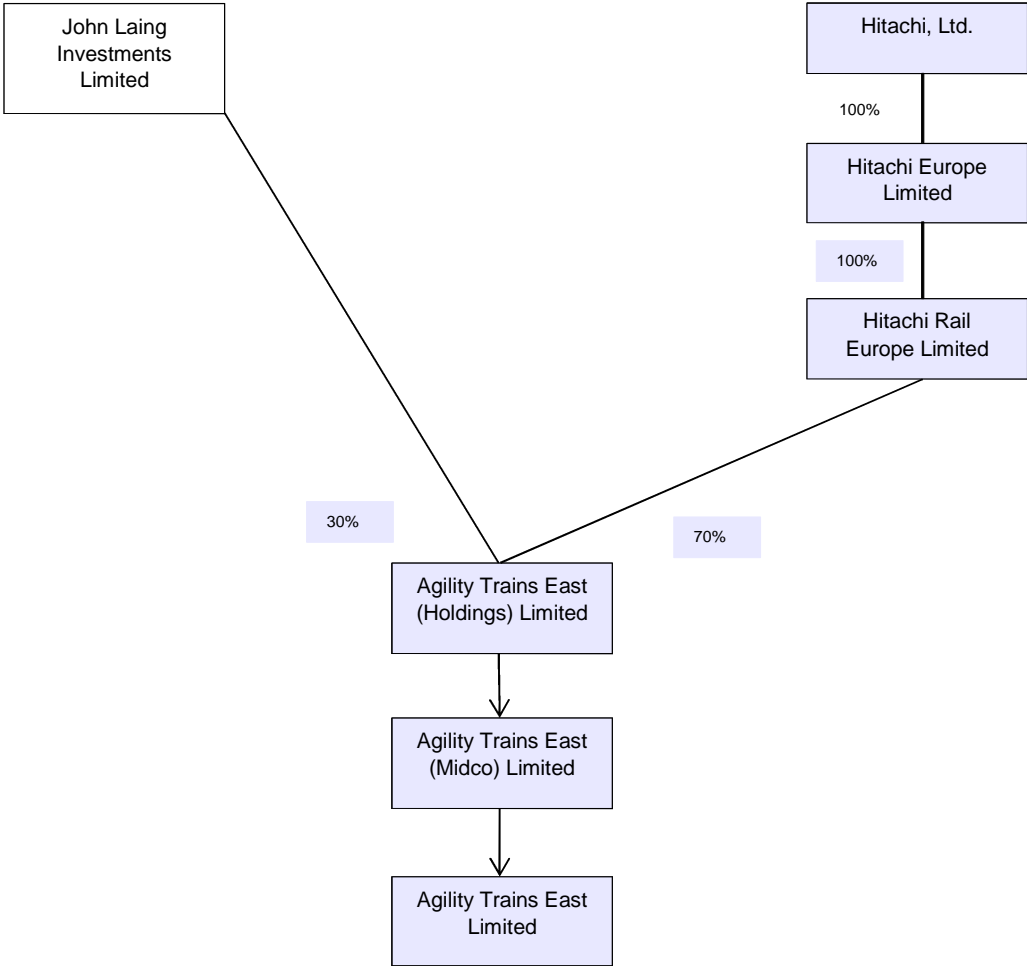 John Laing
Investments
Limited
Hitachi, Ltd.
100%
Hitachi Europe
Limited
100%
Hitachi Rail
Europe Limited
30%
70%
Agility Trains East
(Holdings) Limited
Agility Trains East
(Midco) Limited
Agility Trains East
Limited